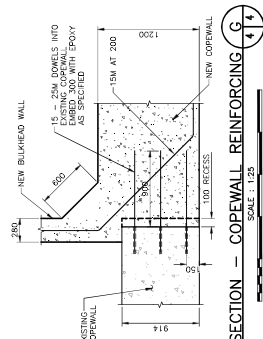 NEW BULKHEAD WALL
15 - 25M DOWELS INTO
EXISTING COPEWALL
EMBED 300 WITH EPOXY
AS SPECIFIED
1200
15M AT 200
NEW COPEWALL
600
280
900
100 RECESS
150
914
COPEWALL
SECTION - COPEWALL REINFORCING
SCALE : 1:25
G
4
4